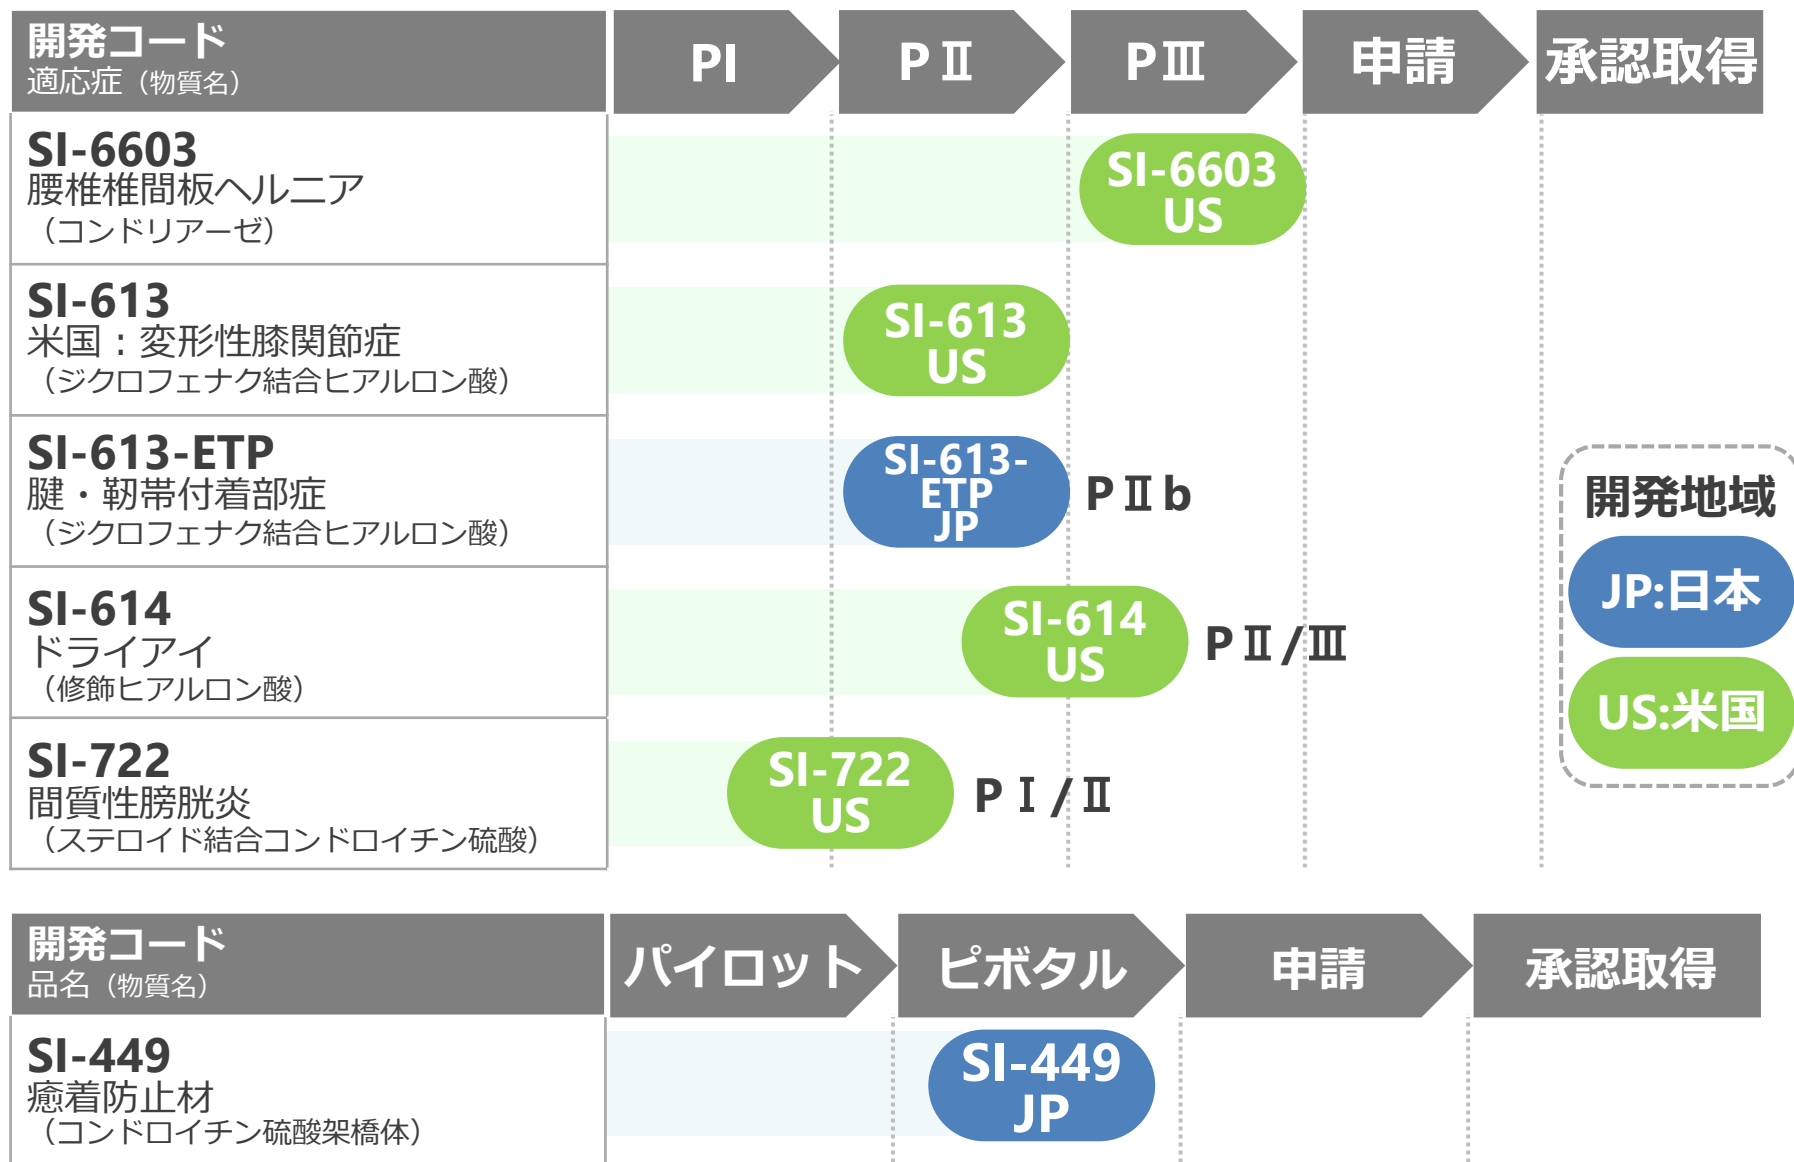 開発コード
適応症（物質名）
PI
PⅡ
PⅢ
申請
承認取得
SI-6603
腰椎椎間板ヘルニア
（コンドリアーゼ）
SI-6603
US
SI-613
米国：変形性膝関節症
（ジクロフェナク結合ヒアルロン酸）
SI-613
US
SI-613-ETP
腱・靭帯付着部症
（ジクロフェナク結合ヒアルロン酸）
SI-613-
ETP
JP
PⅡb
SI-614
ドライアイ
（修飾ヒアルロン酸）
SI-614
US
PⅡ/Ⅲ
SI-722
間質性膀胱炎
（ステロイド結合コンドロイチン硫酸）
SI-722
US
PⅠ/Ⅱ
開発地域
JP:日本
US:米国
開発コード
品名（物質名）
パイロット
ピボタル
申請
承認取得
SI-449
癒着防止材
（コンドロイチン硫酸架橋体）
SI-449
JP